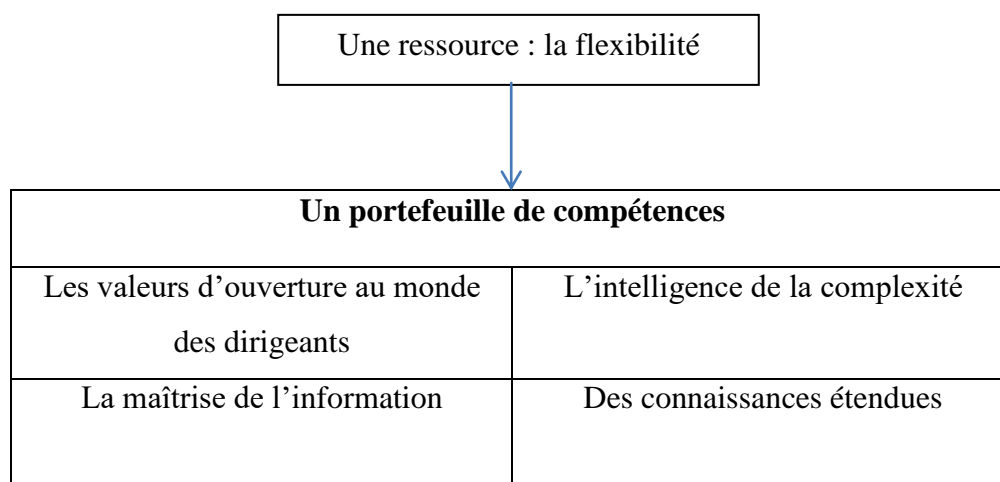 Une ressource : la flexibilité
Un portefeuille de compétences
Les valeurs d’ouverture au monde
des dirigeants
L’intelligence de la complexité
La maîtrise de l’information
Des connaissances étendues